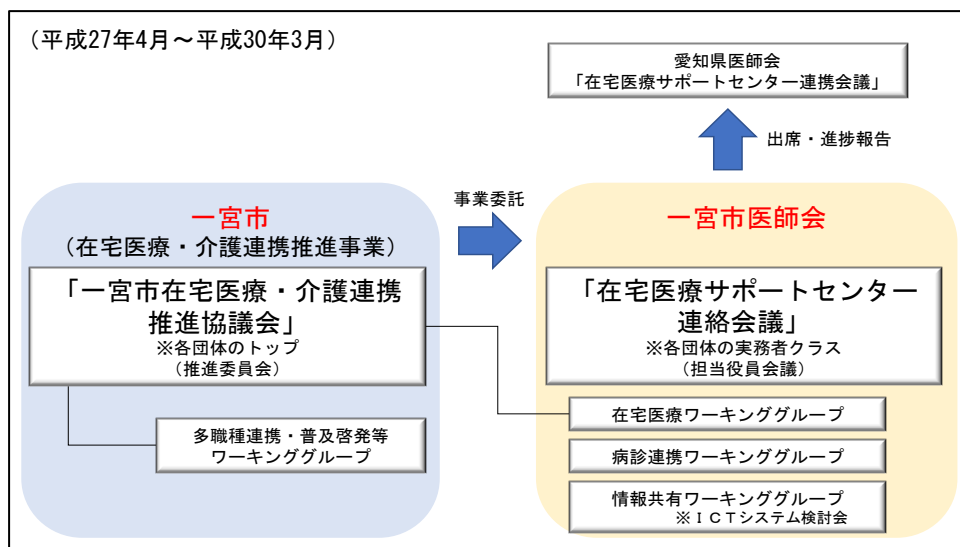 （平成27年4月～平成30年3月）
愛知県医師会
「在宅医療サポートセンター連携会議」
出席・進捗報告
事業委託
一宮市
（在宅医療・介護連携推進事業）
「一宮市在宅医療・介護連携
推進協議会」
※各団体のトップ
（推進委員会）
多職種連携・普及啓発等
ワーキンググループ
一宮市医師会
「在宅医療サポートセンター
連絡会議」
※各団体の実務者クラス
（担当役員会議）
在宅医療ワーキンググループ
病診連携ワーキンググループ
情報共有ワーキンググループ
※ＩＣＴシステム検討会